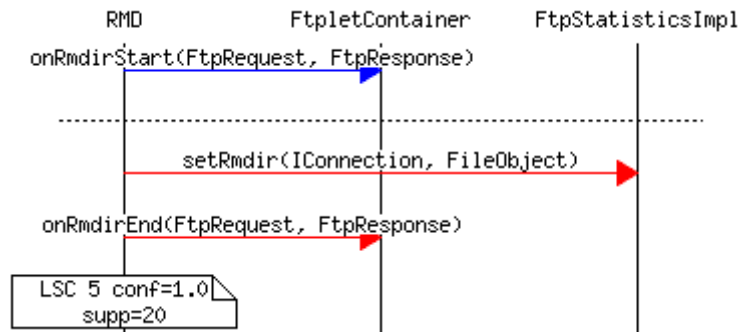 RMD FtpletContainer FtpStatisticsImpl
onRmdirStart(FtpRequest, FtpResponse)
setRmdir(IConnection, FileObject)
onRmdirEnd(FtpRequest, FtpResponse)
LSC 5 conf=1.0
supp=20